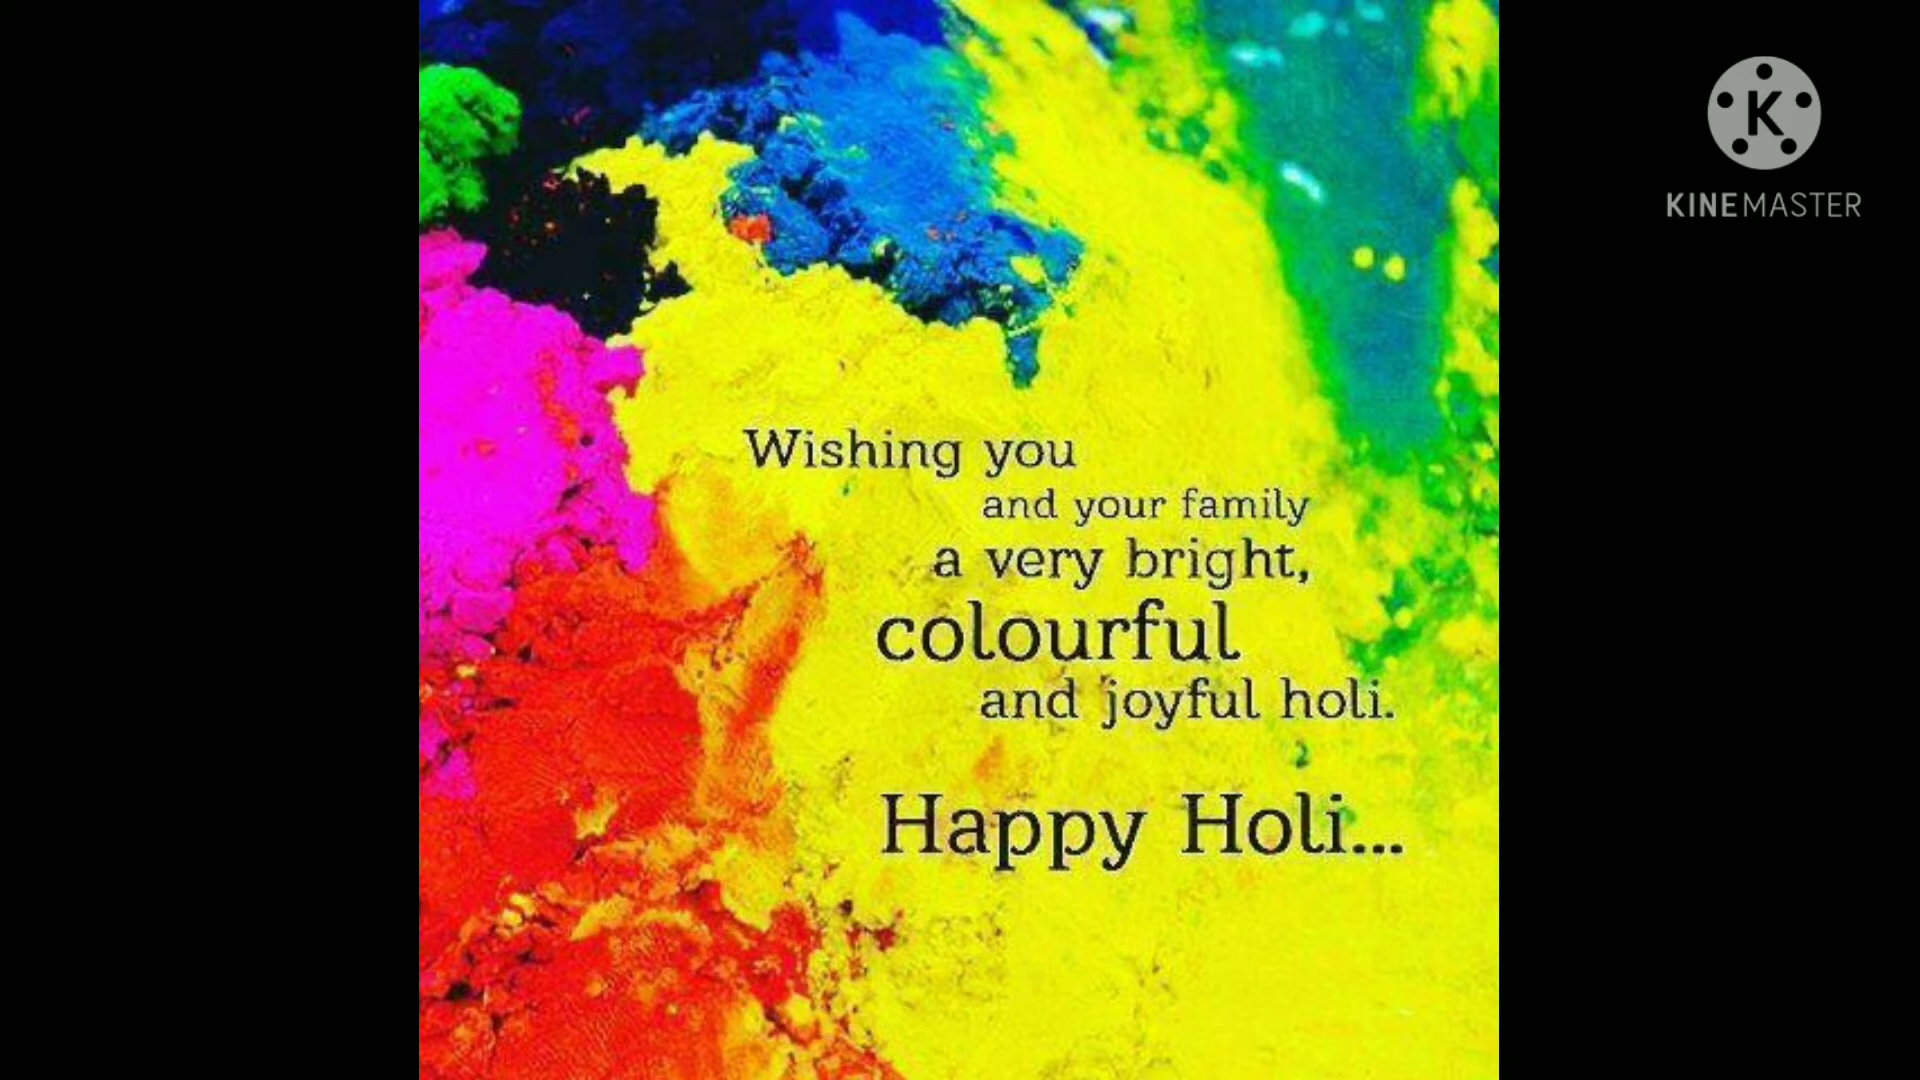 Wishing you
and your family
a very bright,
colourful
and joyful holi.
Happy Holi...
K
KINEMASTER